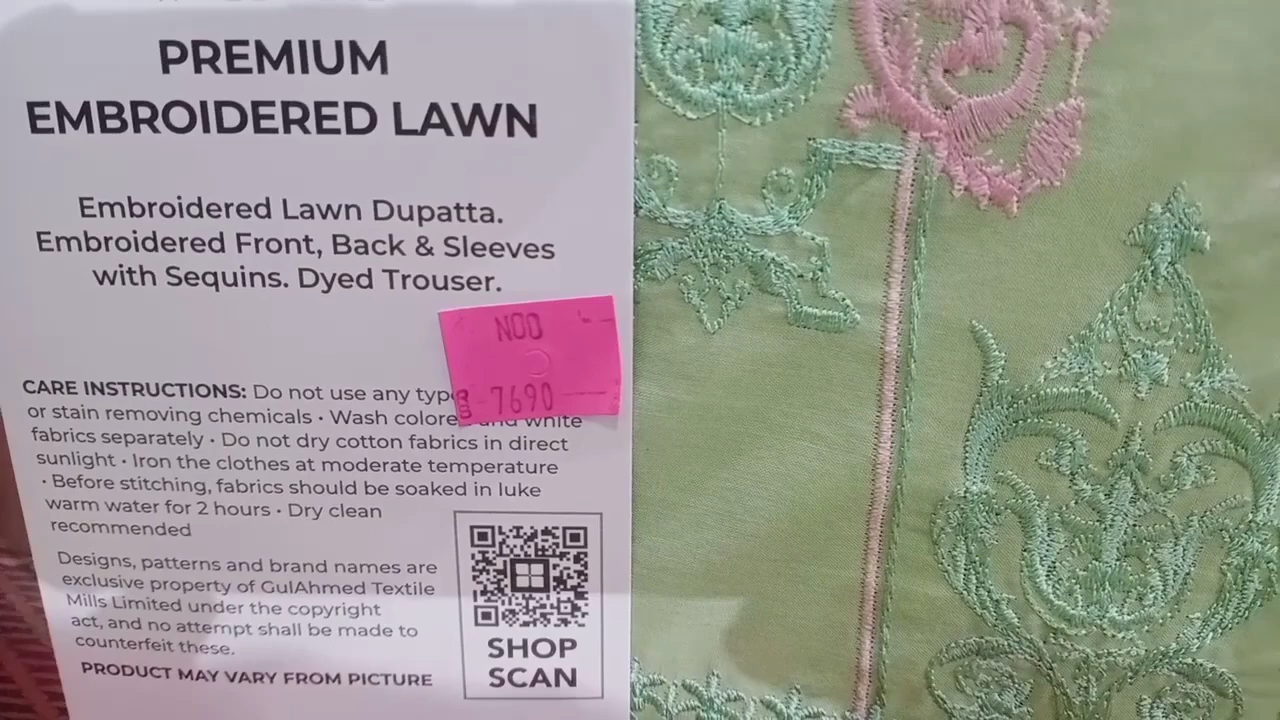 PREMIUM
EMBROIDERED LAWN
Embroidered Lawn Dupatta.
Embroidered Front, Back & Sleeves
with Sequins. Dyed Trouser.
NOO
7690
CARE INSTRUCTIONS: Do not use any type
or stain removing chemicals • Wash colored and white
fabrics separately • Do not dry cotton fabrics in direct
sunlight • Iron the clothes at moderate temperature
• Before stitching, fabrics should be soaked in luke
warm water for 2 hours • Dry clean
recommended
Designs, patterns and brand names are
exclusive property of GulAhmed Textile
Mills Limited under the copyright
act, and no attempt shall be made to
counterfeit these.
PRODUCT MAY VARY FROM PICTURE
SHOP
SCAN